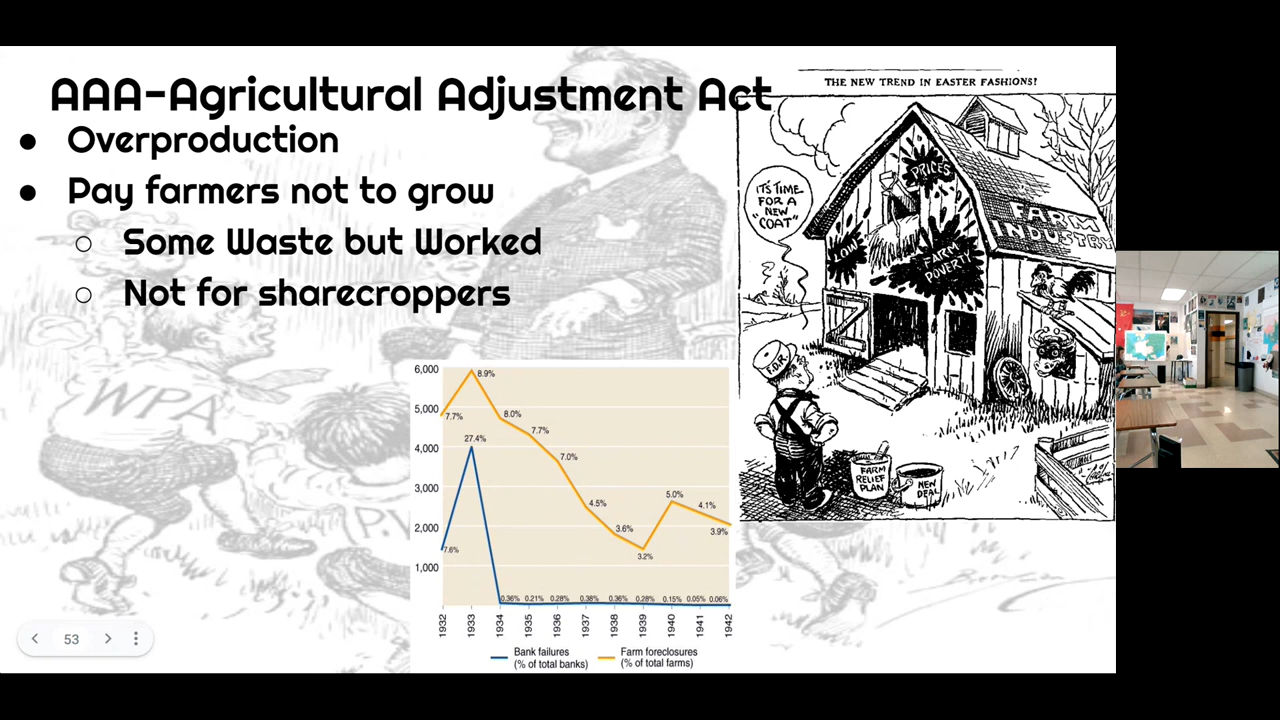 AAA-Agricultural Adjustment Act
● Overproduction
● Pay farmers not to grow
○ Some Waste but Worked
○ Not for sharecroppers
WPA
THE NEW TREND IN EASTER FASHIONS?
IT'S TIME
FOR A
NEW
"COAT"
PRICES
LOW
FARM
POVERTY
FARM
INDUSTRY
F.D.R.
FARM
RELIEF
PLAN
NEW
DEAL
6,000
5,000
4,000
3,000
2,000
1,000
7.7%
8.9%
8.0%
7.7%
7.0%
4.5%
3.6%
3.2%
5.0%
4.1%
3.9%
7.6%
27.4%
0.36%
0.21%
0.28%
0.38%
0.36%
0.28%
0.15%
0.05%
0.06%
1932
1933
1934
1935
1936
1937
1938
1939
1940
1941
1942
Bank failures
(% of total banks)
Farm foreclosures
(% of total farms)
53